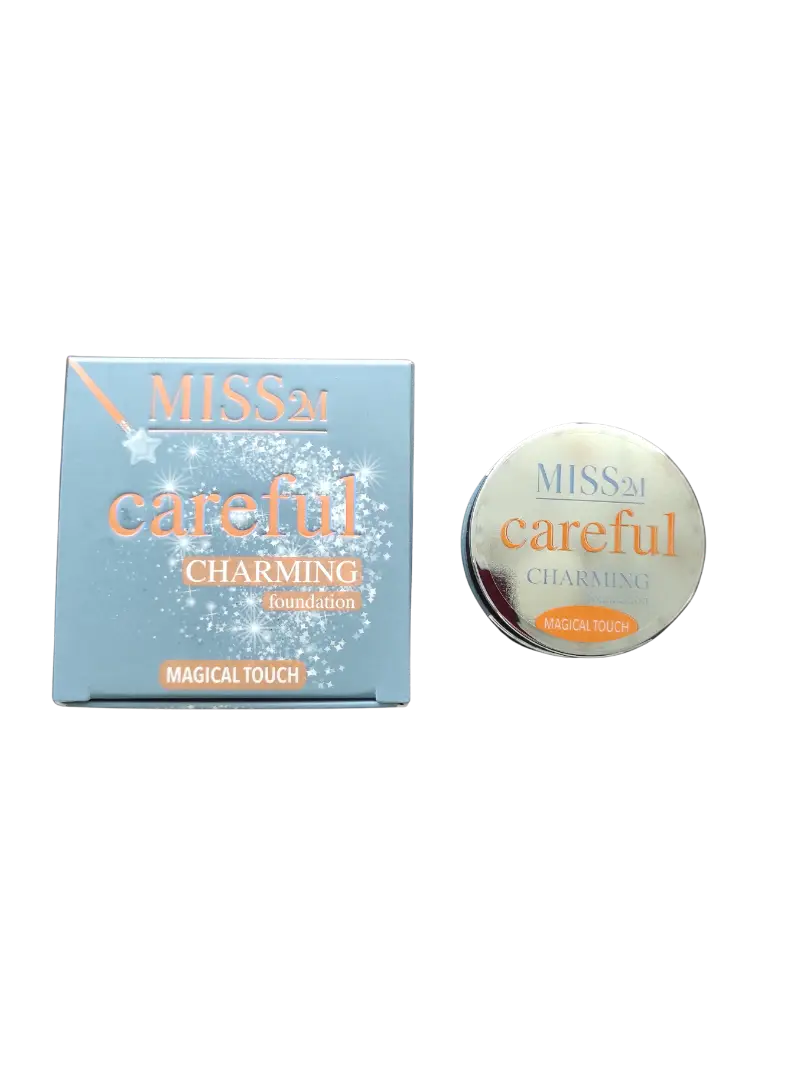 MISS2M
careful
CHARMING
foundation
MAGICAL TOUCH
MISS2M
careful
CHARMING
MAGICAL TOUCH